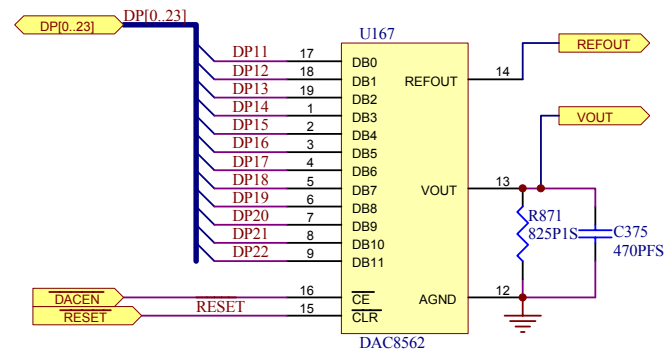 DP[0..23] DP[0..23] U167
REFOUT
DP11 17 DB0
DP12 18 DB1 REFOUT 14
DP13 19 DB2
DP14 1 DB3 VOUT
DP15 2 DB4
DP16 3 DB5
DP17 4 DB6
DP18 5 DB7 VOUT 13
DP19 6 DB8
DP20 7 DB9 R871
DP21 8 DB10 825P1S C375
DP22 9 DB11 470PFS
DACEN 16 CE AGND 12
RESET RESET 15 CLR
DAC8562